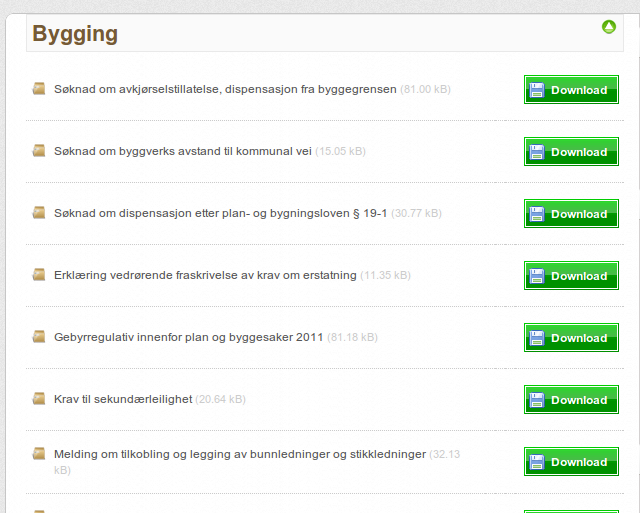 Bygging
Søknad om avkjørselstillatelse, dispensasjon fra byggegrensen (81.00 kB)
Download
Søknad om byggverks avstand til kommunal vei (15.05 kB)
Download
Søknad om dispensasjon etter plan- og bygningsloven § 19-1 (30.77 kB)
Download
Erklæring vedrørende fraskrivelse av krav om erstatning (11.35 kB)
Download
Gebyrregulativ innenfor plan og byggesaker 2011 (81.18 kB)
Download
Krav til sekundærleilighet (20.64 kB)
Download
Melding om tilkobling og legging av bunnledninger og stikkledninger (32.13
kB)
Download